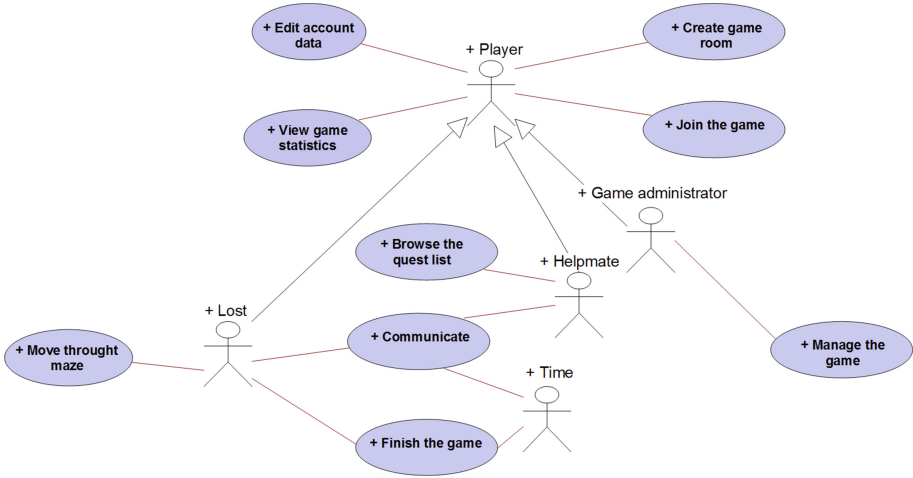 + Edit account
data
+ Player
+ Create game
room
+ View game
statistics
+ Join the game
+ Game administrator
+ Browse the
quest list
+ Helpmate
+ Lost
+ Communicate
+ Move throught
maze
+ Manage the
game
+ Time
+ Finish the game